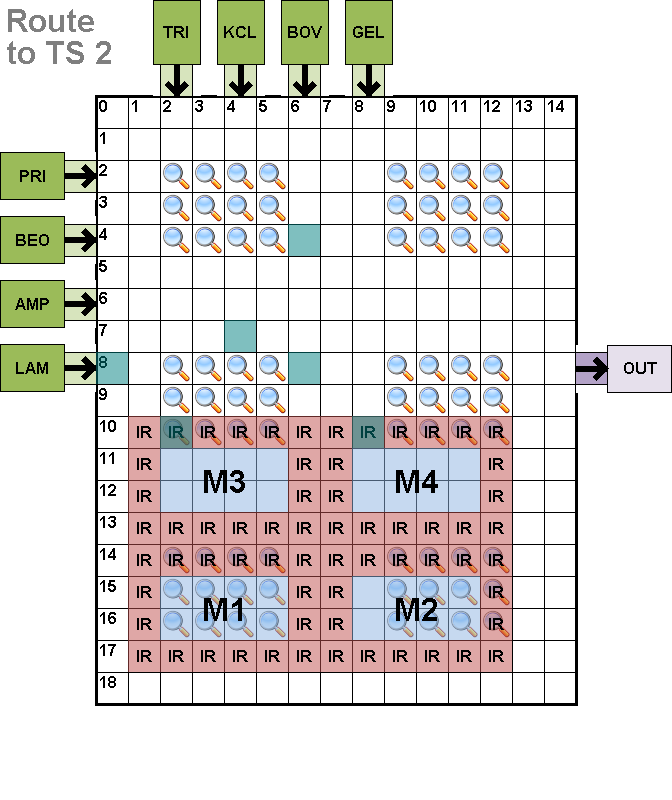 Route
to TS 2
TRI KCL BOV GEL
0 1 2 3 4 5 6 7 8 9 10 11 12 13 14
1
PRI 2
3
BEO 4
5
AMP 6
7
LAM 8 OUT
9
10 IR IR IR IR IR IR IR IR IR IR IR IR
11 IR IR IR IR
M3 M4
12 IR IR IR IR
13 IR IR IR IR IR IR IR IR IR IR IR IR
14 IR IR IR IR IR IR IR IR IR IR IR IR
15 IR IR IR IR
M1 M2
16 IR IR IR IR
17 IR IR IR IR IR IR IR IR IR IR IR IR
18